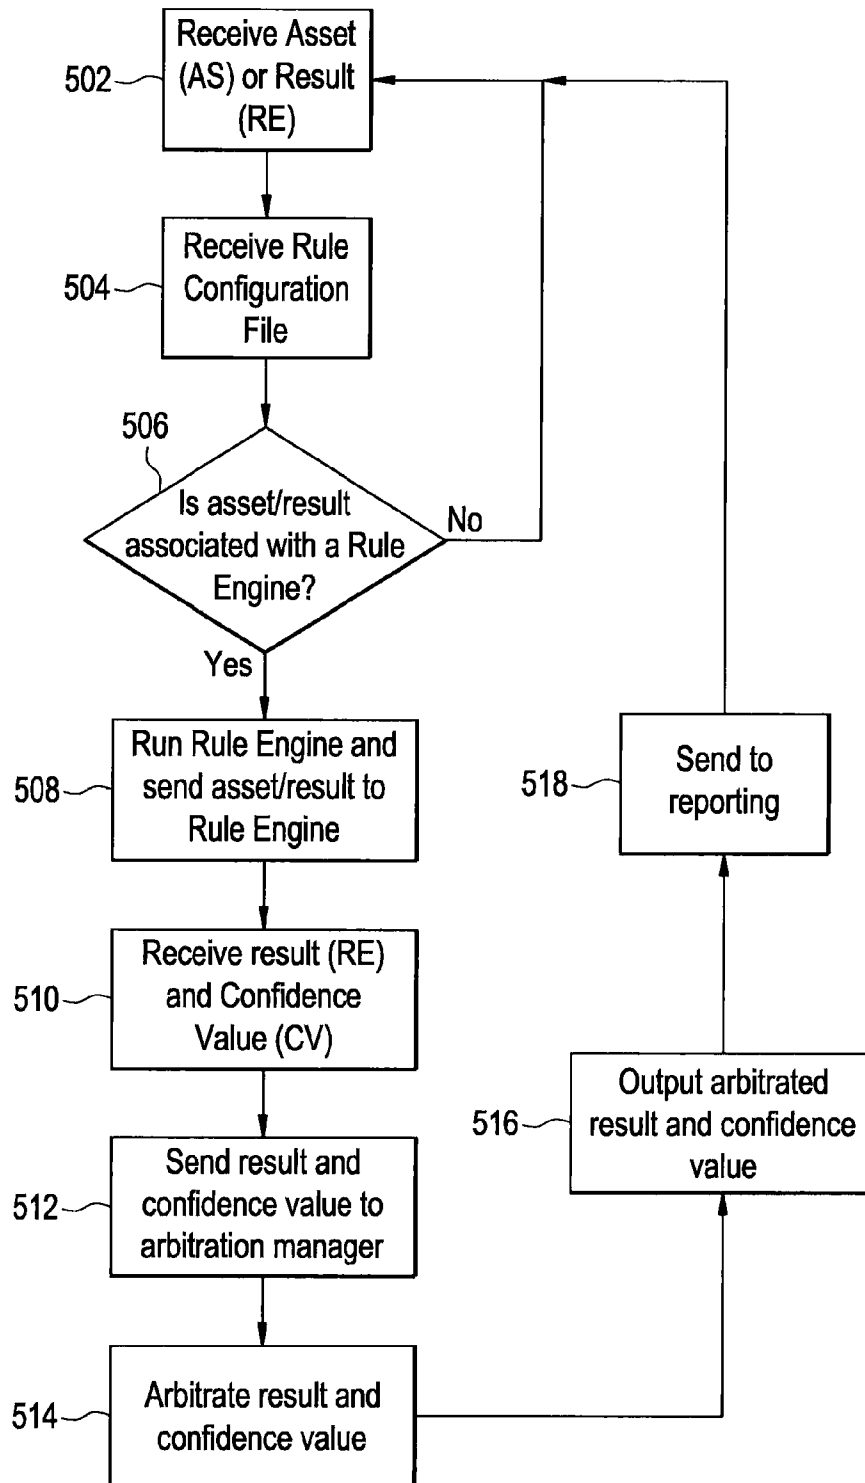 502
Receive Asset
(AS) or Result
(RE)
504
Receive Rule
Configuration
File
506
Is asset/result
associated with a Rule
Engine?
No
Yes
508
Run Rule Engine and
send asset/result to
Rule Engine
510
Receive result (RE)
and Confidence
Value (CV)
512
Send result and
confidence value to
arbitration manager
514
Arbitrate result and
confidence value
516
Output arbitrated
result and confidence
value
518
Send to
reporting